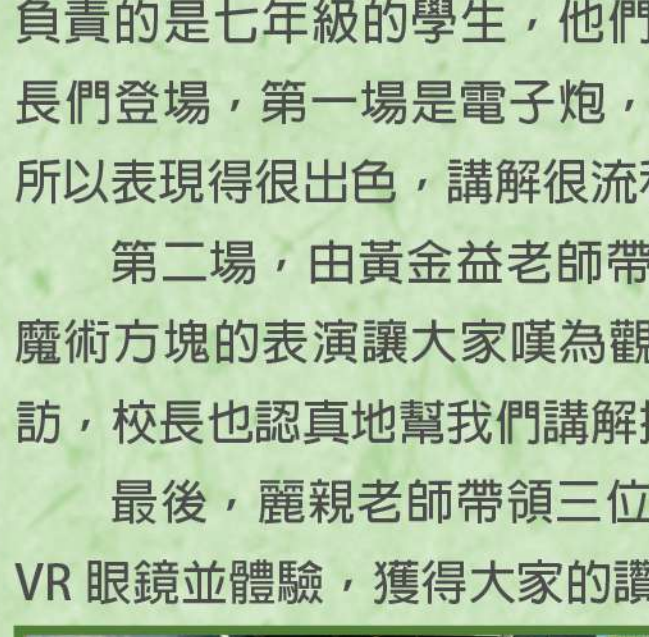 負責的是七年級的學生，他們
長們登場，第一場是電子炮，
所以表現得很出色，講解很流
第二場，由黃金益老師帶
魔術方塊的表演讓大家嘆為觀
訪，校長也認真地幫我們講解
最後，麗親老師帶領三位
VR 眼鏡並體驗，獲得大家的讚